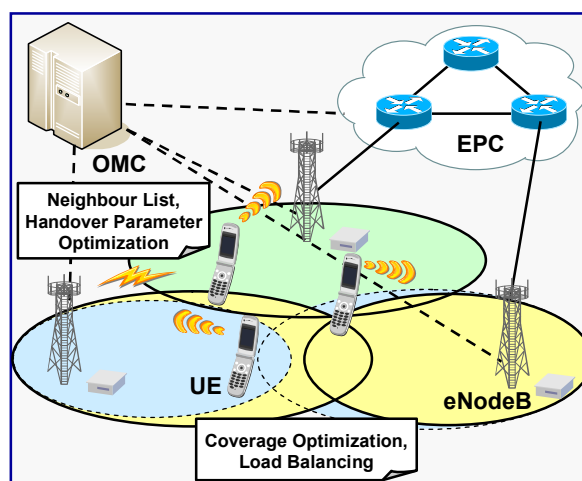 OMC
EPC
Neighbour List,
Handover Parameter
Optimization
UE
eNodeB
Coverage Optimization,
Load Balancing